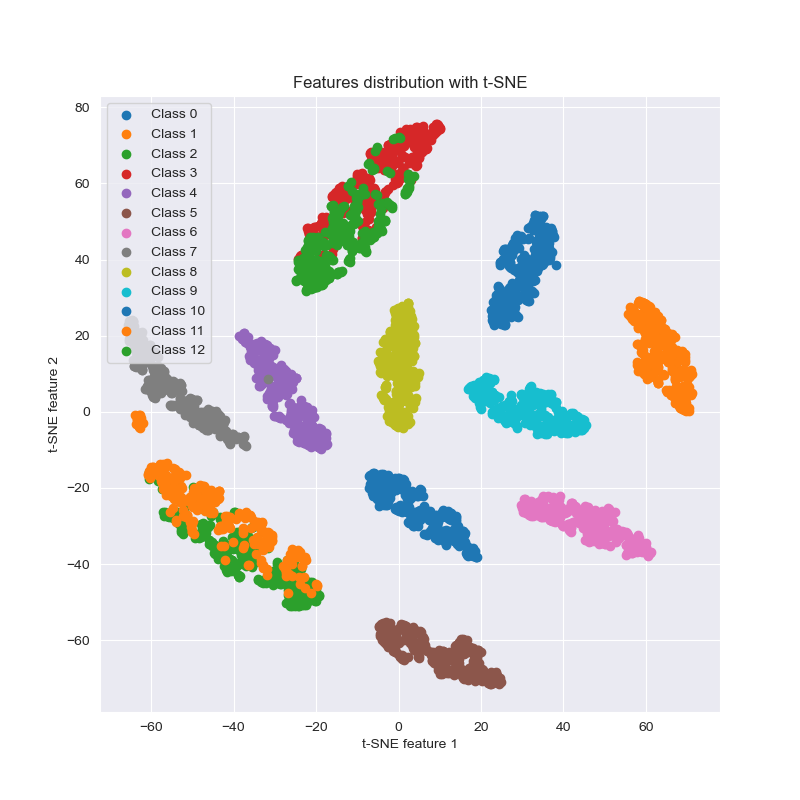 Features distribution with t-SNE
80
60
40
20
0
−20
−40
−60
t-SNE feature 2
Class 0
Class 1
Class 2
Class 3
Class 4
Class 5
Class 6
Class 7
Class 8
Class 9
Class 10
Class 11
Class 12
−60 −40 −20 0 20 40 60
t-SNE feature 1